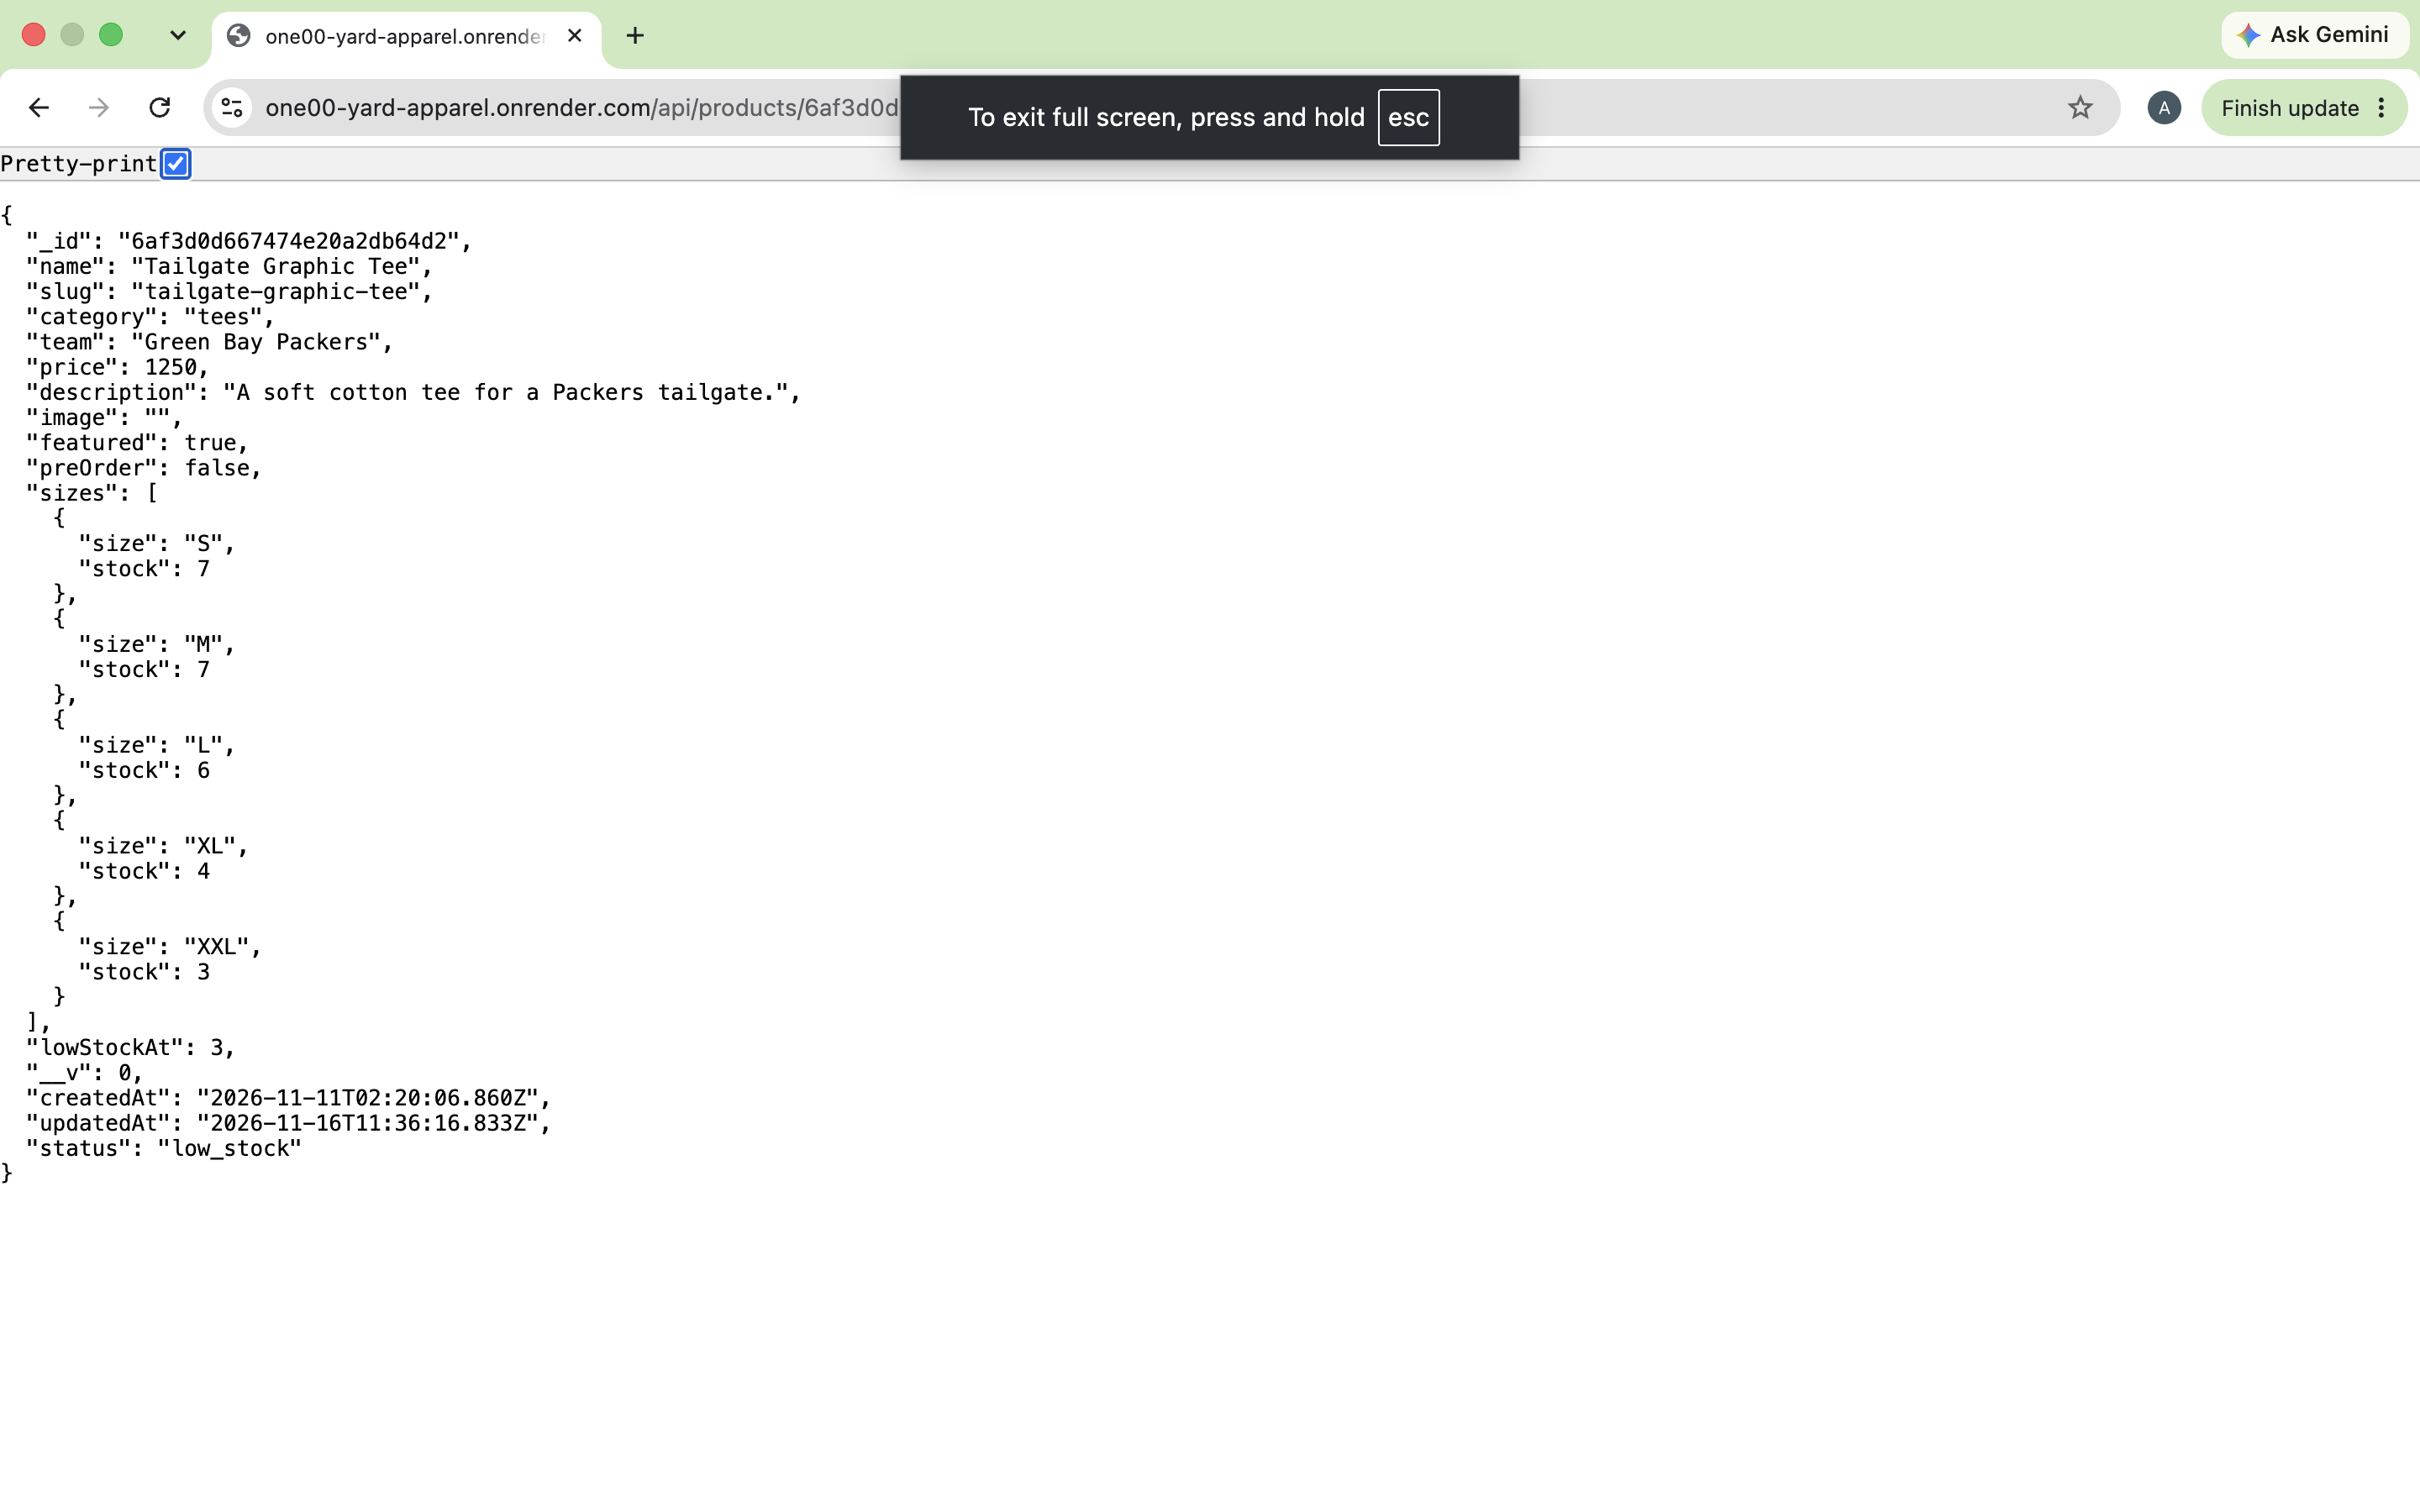 one00-yard-apparel.onrender
Ask Gemini
one00-yard-apparel.onrender.com/api/products/6af3d0d
To exit full screen, press and hold esc
A
Finish update
Pretty-print
{
  "_id": "6af3d0d667474e20a2db64d2",
  "name": "Tailgate Graphic Tee",
  "slug": "tailgate-graphic-tee",
  "category": "tees",
  "team": "Green Bay Packers",
  "price": 1250,
  "description": "A soft cotton tee for a Packers tailgate.",
  "image": "",
  "featured": true,
  "preOrder": false,
  "sizes": [
    {
      "size": "S",
      "stock": 7
    },
    {
      "size": "M",
      "stock": 7
    },
    {
      "size": "L",
      "stock": 6
    },
    {
      "size": "XL",
      "stock": 4
    },
    {
      "size": "XXL",
      "stock": 3
    }
  ],
  "lowStockAt": 3,
  "__v": 0,
  "createdAt": "2026-11-11T02:20:06.860Z",
  "updatedAt": "2026-11-16T11:36:16.833Z",
  "status": "low_stock"
}